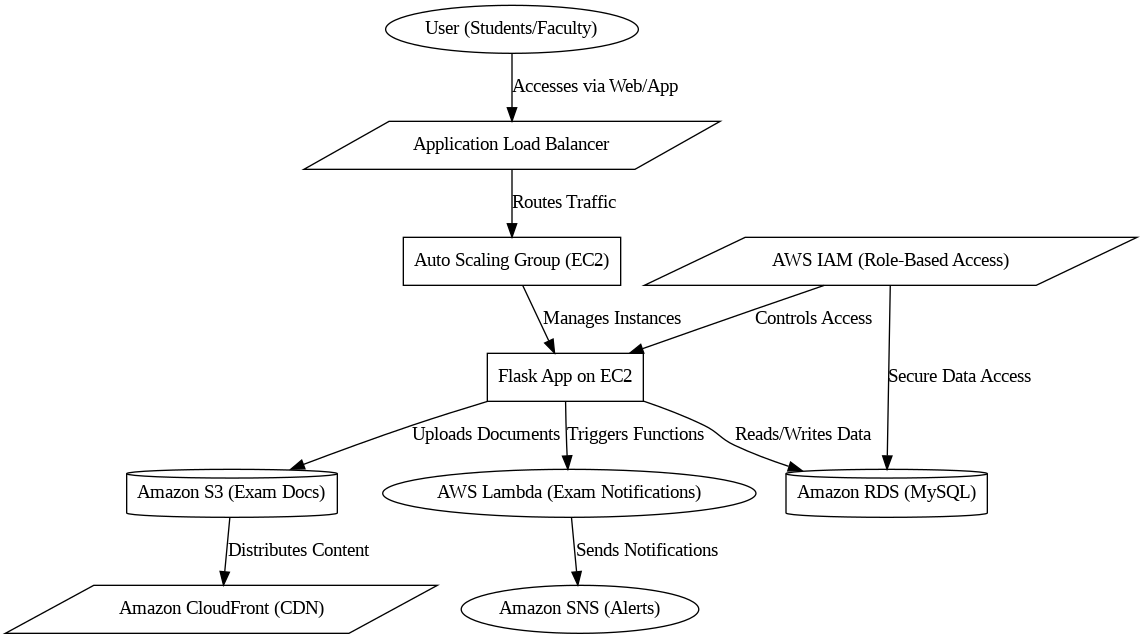 User (Students/Faculty)
Accesses via Web/App
Application Load Balancer
Routes Traffic
Auto Scaling Group (EC2)
AWS IAM (Role-Based Access)
Manages Instances
Controls Access
Flask App on EC2
Secure Data Access
Uploads Documents
Triggers Functions
Reads/Writes Data
Amazon S3 (Exam Docs)
AWS Lambda (Exam Notifications)
Amazon RDS (MySQL)
Distributes Content
Sends Notifications
Amazon CloudFront (CDN)
Amazon SNS (Alerts)